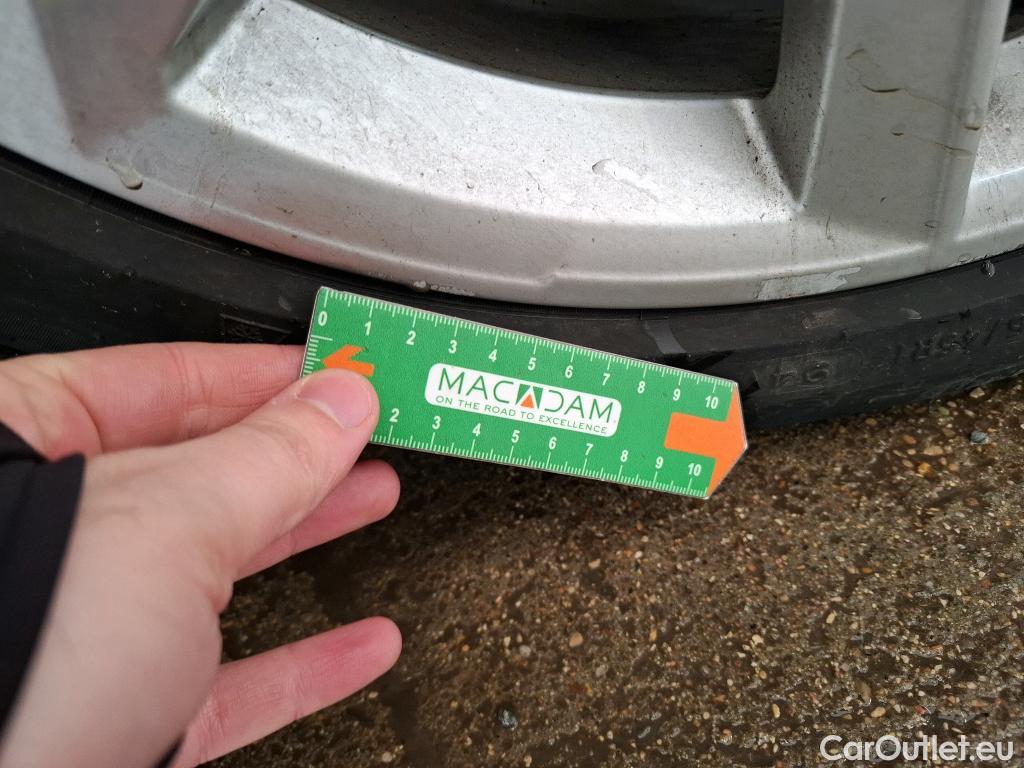 0 1 2 3 4 5 6 7 8 9 10
MACADAM
ON THE ROAD TO EXCELLENCE
2 3 4 5 6 7 8 9 10
CarOutlet.eu